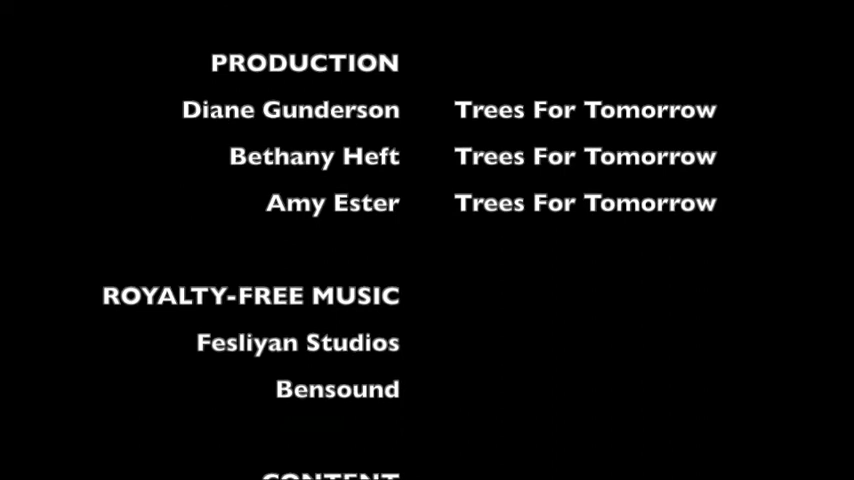 PRODUCTION
Diane Gunderson Trees For Tomorrow
Bethany Heft Trees For Tomorrow
Amy Ester Trees For Tomorrow
ROYALTY-FREE MUSIC
Fesliyan Studios
Bensound
CONTENT